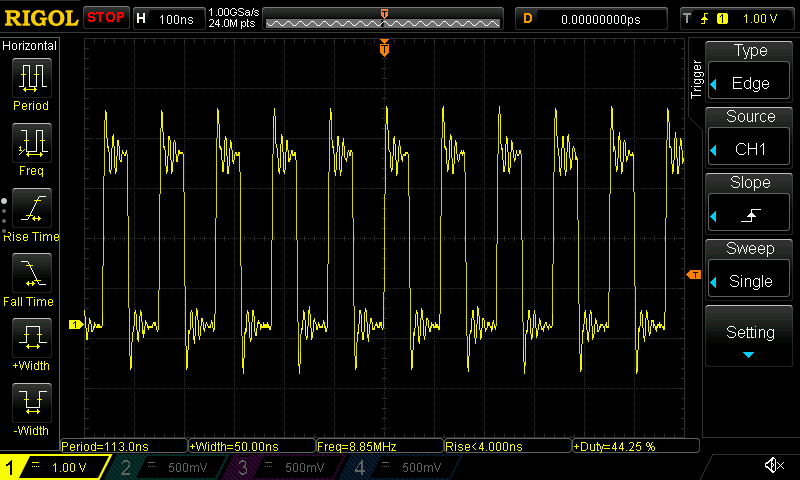 RIGOL STOP H 100ns 1.00GSa/s 24.0M pts T D 0.00000000ps T 1 1.00 V
Horizontal
Period
Freq
Rise Time
Fall Time
+Width
-Width
T
1
T
Trigger
Type
Edge
Source
CH1
Slope
Sweep
Single
Setting
Period=113.0ns +Width=50.00ns Freq=8.85MHz Rise<4.000ns +Duty=44.25 %
1 1.00 V 2 500mV 3 500mV 4 500mV